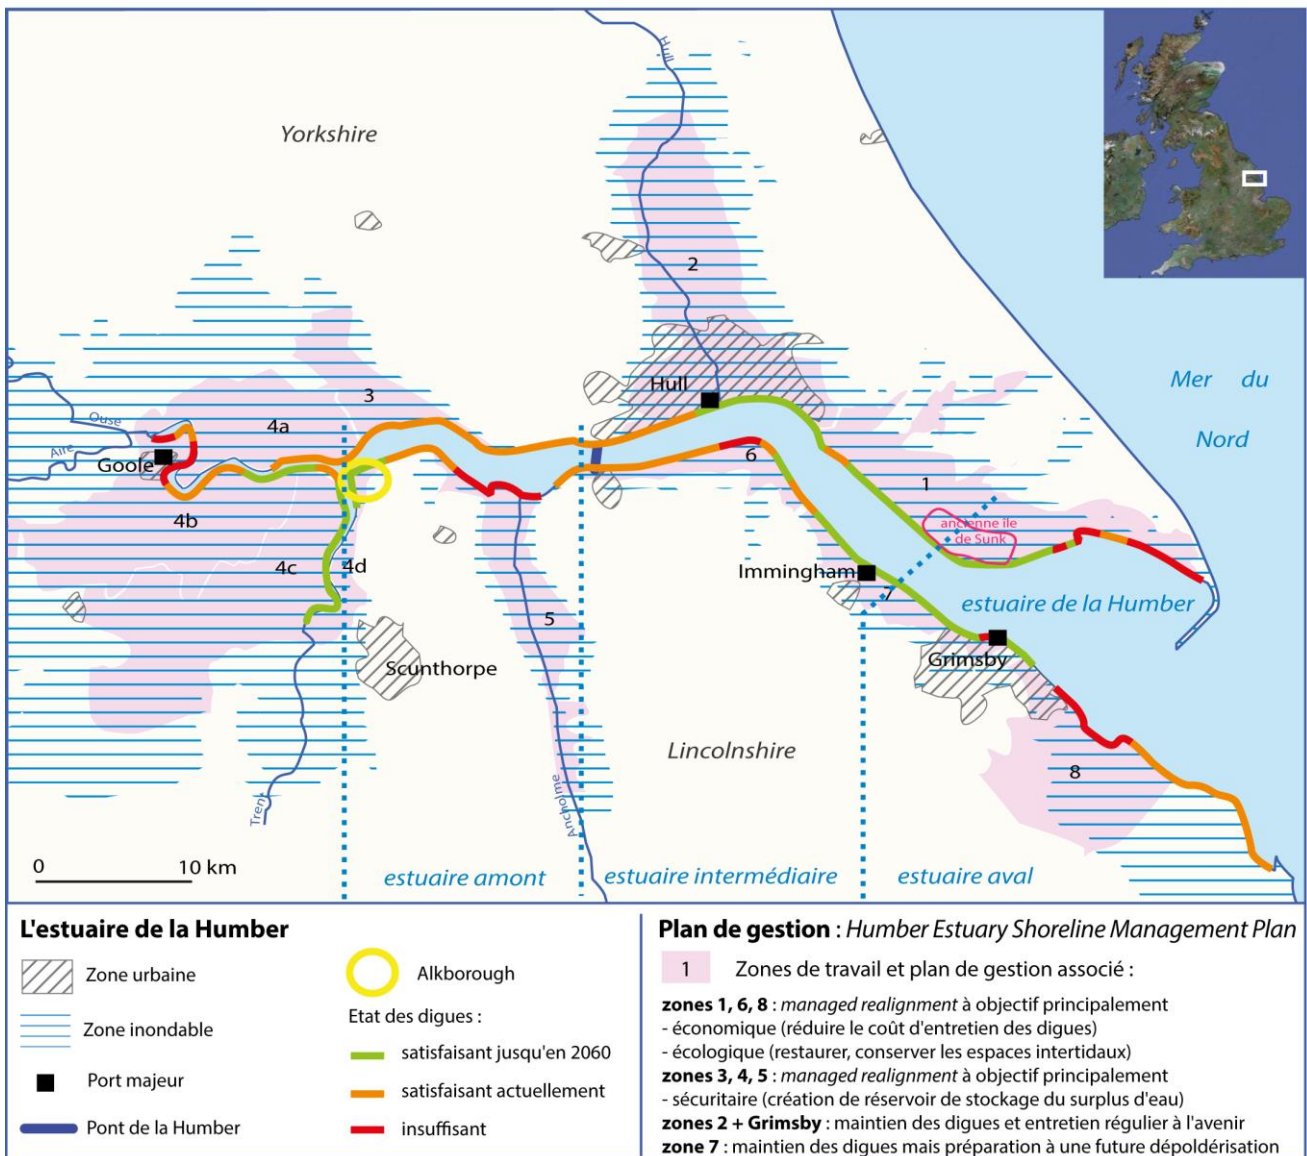 Hull
Yorkshire
2
Mer du
Nord
Hull
3
Ouse
4a
Aire
Goole
6
1
4b
ancienne île
de Sunk
4c
4d
Immingham
7
estuaire de la Humber
5
Grimsby
Scunthorpe
Lincolnshire
8
Trent
Ancholme
0 10 km
estuaire amont
estuaire intermédiaire
estuaire aval
L'estuaire de la Humber
Zone urbaine
Zone inondable
Port majeur
Pont de la Humber
Alkborough
Etat des digues :
satisfaisant jusqu'en 2060
satisfaisant actuellement
insuffisant
Plan de gestion : Humber Estuary Shoreline Management Plan
1 Zones de travail et plan de gestion associé :
zones 1, 6, 8 : managed realignment à objectif principalement
- économique (réduire le coût d'entretien des digues)
- écologique (restaurer, conserver les espaces intertidaux)
zones 3, 4, 5 : managed realignment à objectif principalement
- sécuritaire (création de réservoir de stockage du surplus d'eau)
zones 2 + Grimsby : maintien des digues et entretien régulier à l'avenir
zone 7 : maintien des digues mais préparation à une future dépoldérisation